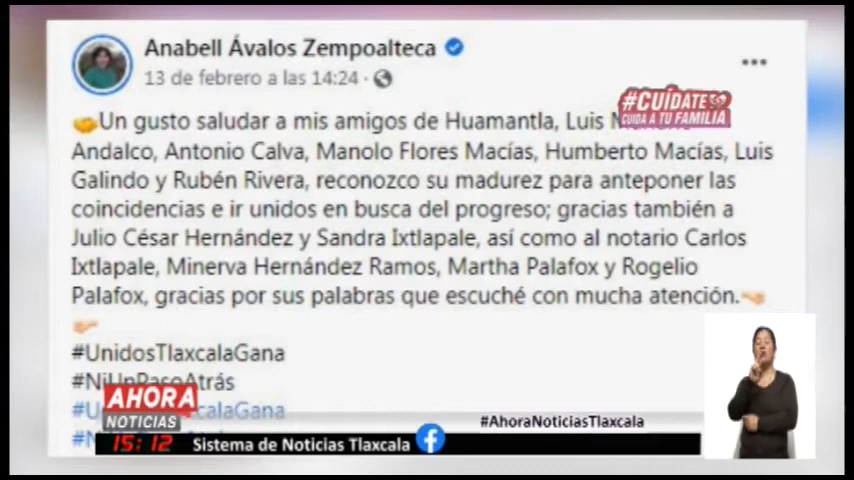 Anabell Ávalos Zempoalteca
13 de febrero a las 14:24 ·
#CUÍDATE
CUIDA A TU FAMILIA
Un gusto saludar a mis amigos de Huamantla, Luis
Andalco, Antonio Calva, Manolo Flores Macías, Humberto Macías, Luis
Galindo y Rubén Rivera, reconozco su madurez para anteponer las
coincidencias e ir unidos en busca del progreso; gracias también a
Julio César Hernández y Sandra Ixtlapale, así como al notario Carlos
Ixtlapale, Minerva Hernández Ramos, Martha Palafox y Rogelio
Palafox, gracias por sus palabras que escuché con mucha atención.
#UnidosTlaxcalaGana
#NiUnPasoAtrás
AHORA
NOTICIAS
#AhoraNoticiasTlaxcala
15:12
Sistema de Noticias Tlaxcala